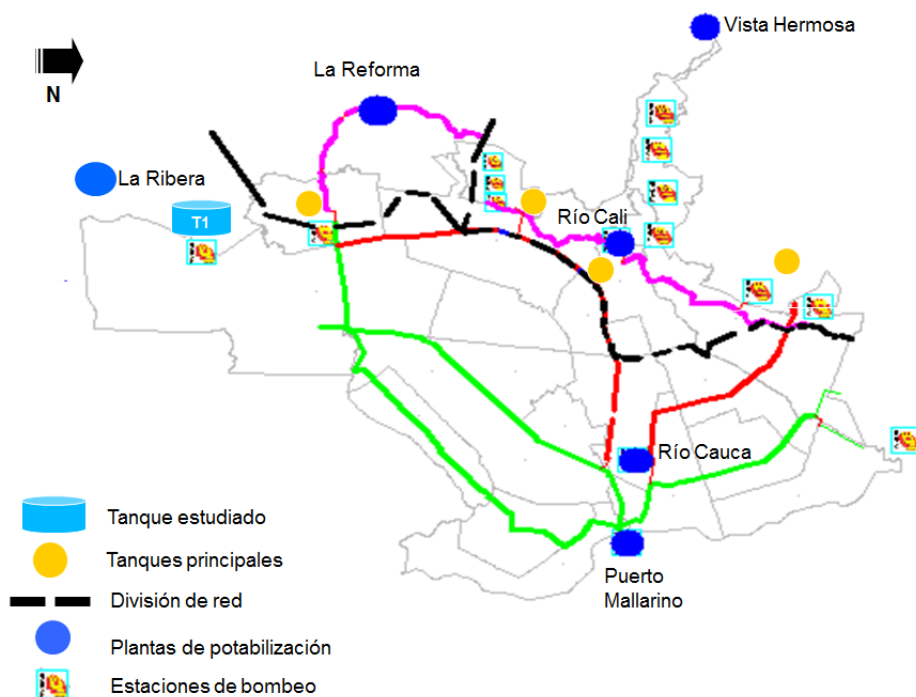 Vista Hermosa
La Reforma
N
La Ribera
T1
Río Cali
Río Cauca
Puerto
Mallarino
Tanque estudiado
Tanques principales
División de red
Plantas de potabilización
Estaciones de bombeo